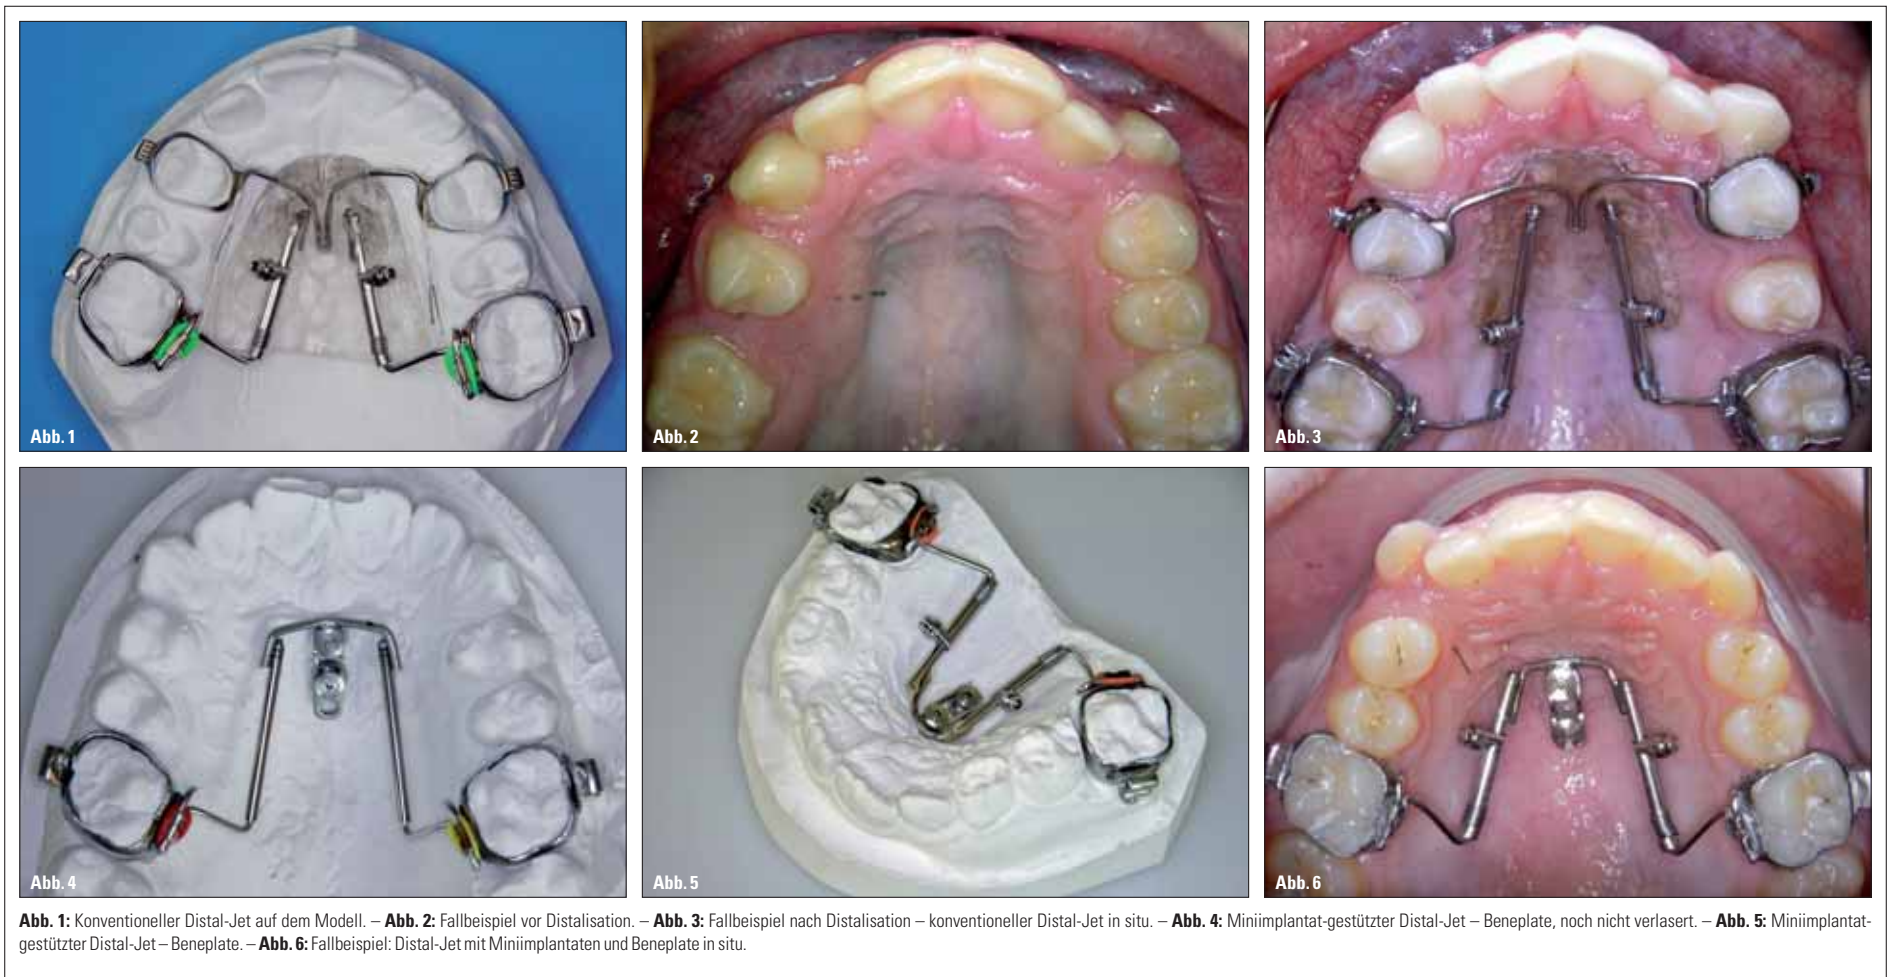 Abb. 1
Abb. 2
Abb. 3
Abb. 4
Abb. 5
Abb. 6
Abb. 1: Konventioneller Distal-Jet auf dem Modell. – Abb. 2: Fallbeispiel vor Distalisation. – Abb. 3: Fallbeispiel nach Distalisation – konventioneller Distal-Jet in situ. – Abb. 4: Miniimplantat-gestützter Distal-Jet – Beneplate, noch nicht verlasert. – Abb. 5: Miniimplantat-
gestützter Distal-Jet – Beneplate. – Abb. 6: Fallbeispiel: Distal-Jet mit Miniimplantaten und Beneplate in situ.